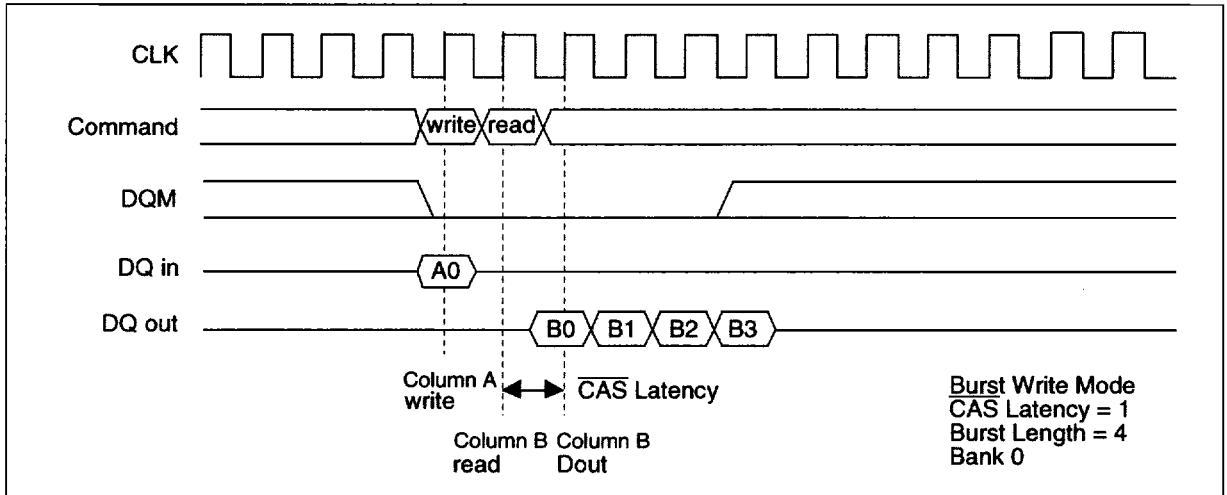 CLK
Command
write read
DQM
DQ in
A0
DQ out
B0 B1 B2 B3
Column A
write
CAS Latency
Column B
read
Column B
Dout
Burst Write Mode
CAS Latency = 1
Burst Length = 4
Bank 0